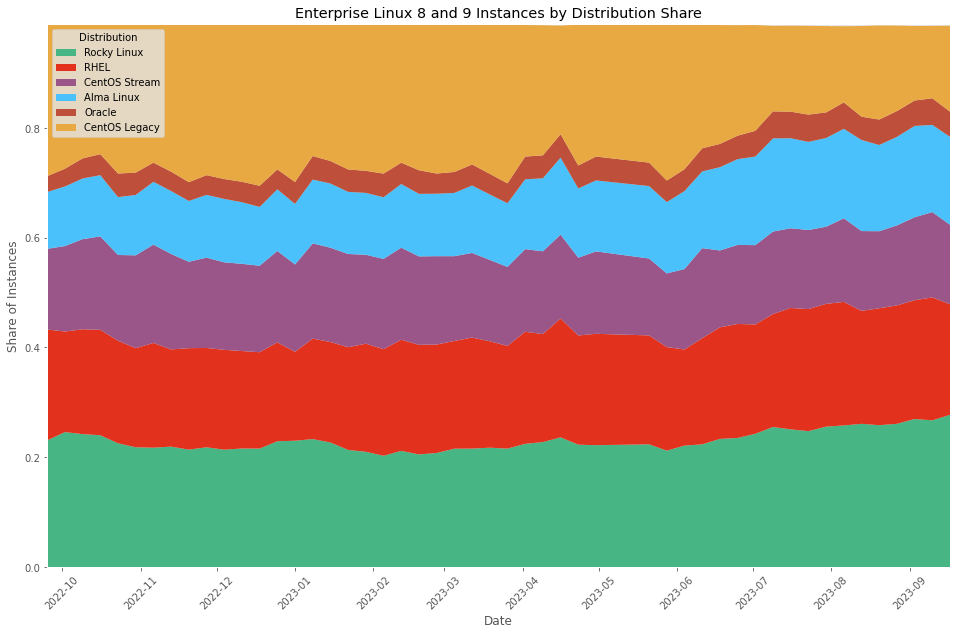 Enterprise Linux 8 and 9 Instances by Distribution Share
Distribution
Rocky Linux
RHEL
CentOS Stream
Alma Linux
Oracle
CentOS Legacy
Share of Instances
0.8
0.6
0.4
0.2
0.0
2022-10
2022-11
2022-12
2023-01
2023-02
2023-03
2023-04
2023-05
2023-06
2023-07
2023-08
2023-09
Date